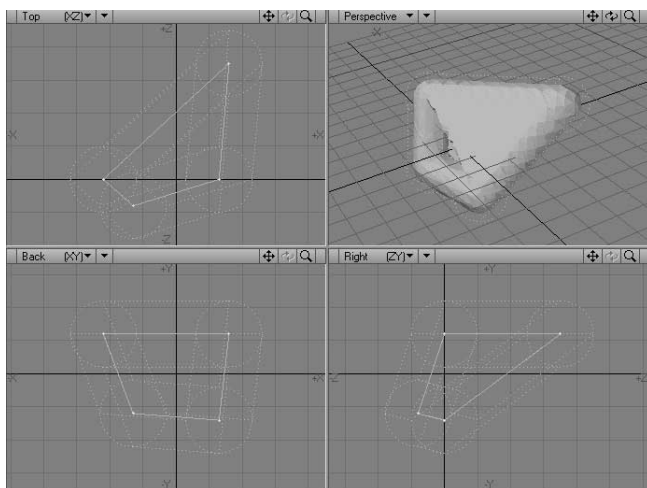 Top (XZ)
Perspective
+Z
-X
+X
-Z
-X
Back (XY)
Right (ZY)
+Y
+Y
-X
+X
-Z
+Z
-Y
-Y